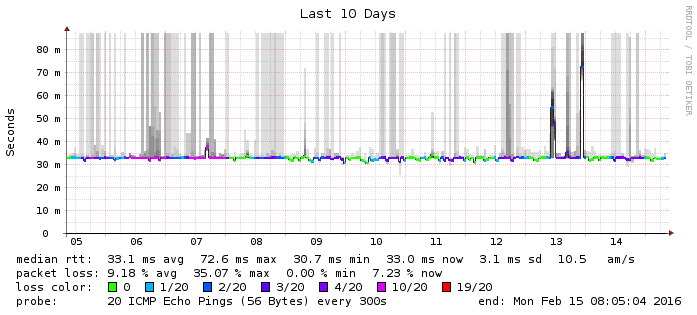 Last 10 Days
RRDTOOL / TOBI OETIKER
Seconds
80 m
70 m
60 m
50 m
40 m
30 m
20 m
10 m
0
05 06 07 08 09 10 11 12 13 14
median rtt: 33.1 ms avg 72.6 ms max 30.7 ms min 33.0 ms now 3.1 ms sd 10.5 am/s
packet loss: 9.18 % avg 35.07 % max 0.00 % min 7.23 % now
loss color: 0 1/20 2/20 3/20 4/20 10/20 19/20
probe: 20 ICMP Echo Pings (56 Bytes) every 300s end: Mon Feb 15 08:05:04 2016